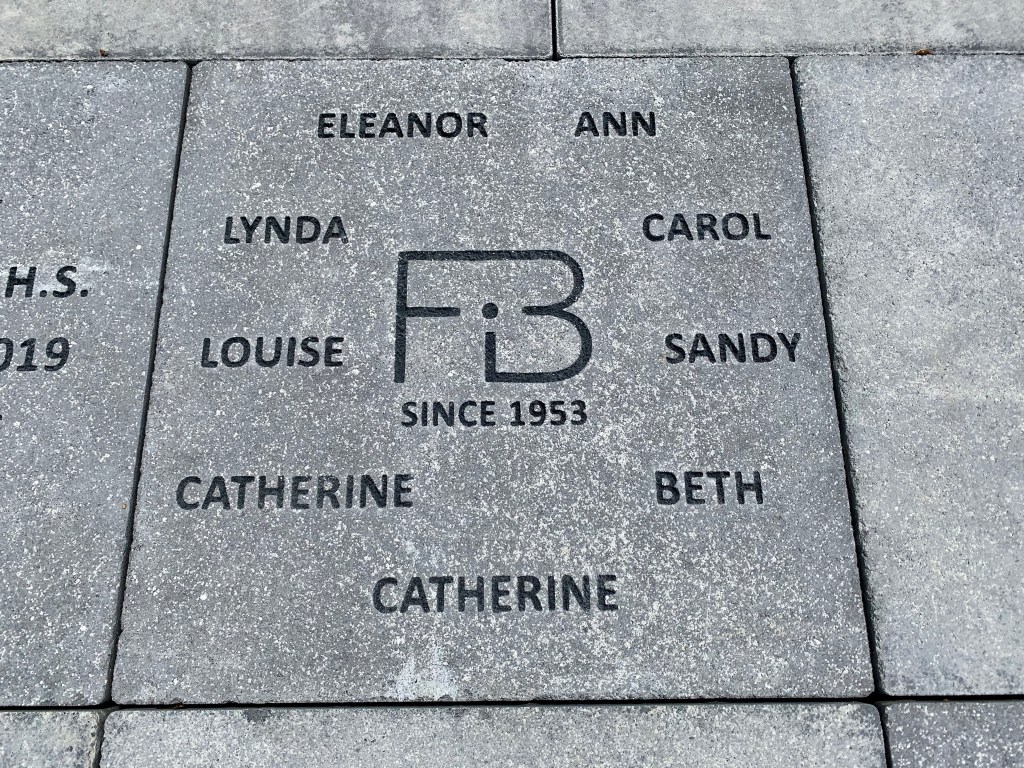 ELEANOR ANN
LYNDA CAROL
H.S.
FiB
LOUISE SANDY
019
SINCE 1953
CATHERINE BETH
CATHERINE